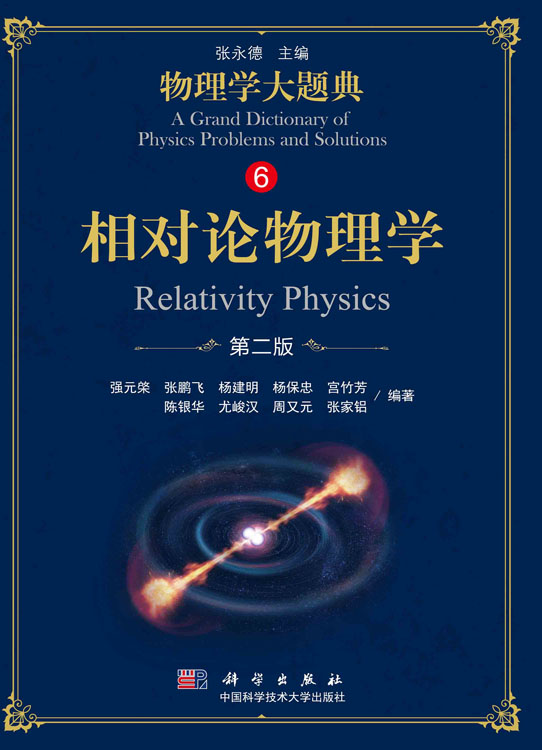 张永德 主编
物理学大题典
A Grand Dictionary of
Physics Problems and Solutions
6
相对论物理学
Relativity Physics
第二版
强元棨 张鹏飞 杨建明 杨保忠 宫竹芳
陈银华 尤峻汉 周又元 张家铝 / 编著
科学出版社
中国科学技术大学出版社